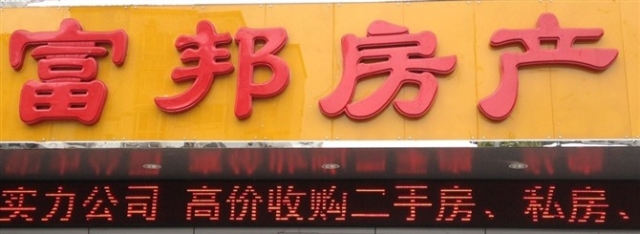 富邦房产
实力公司 高价收购二手房、私房、